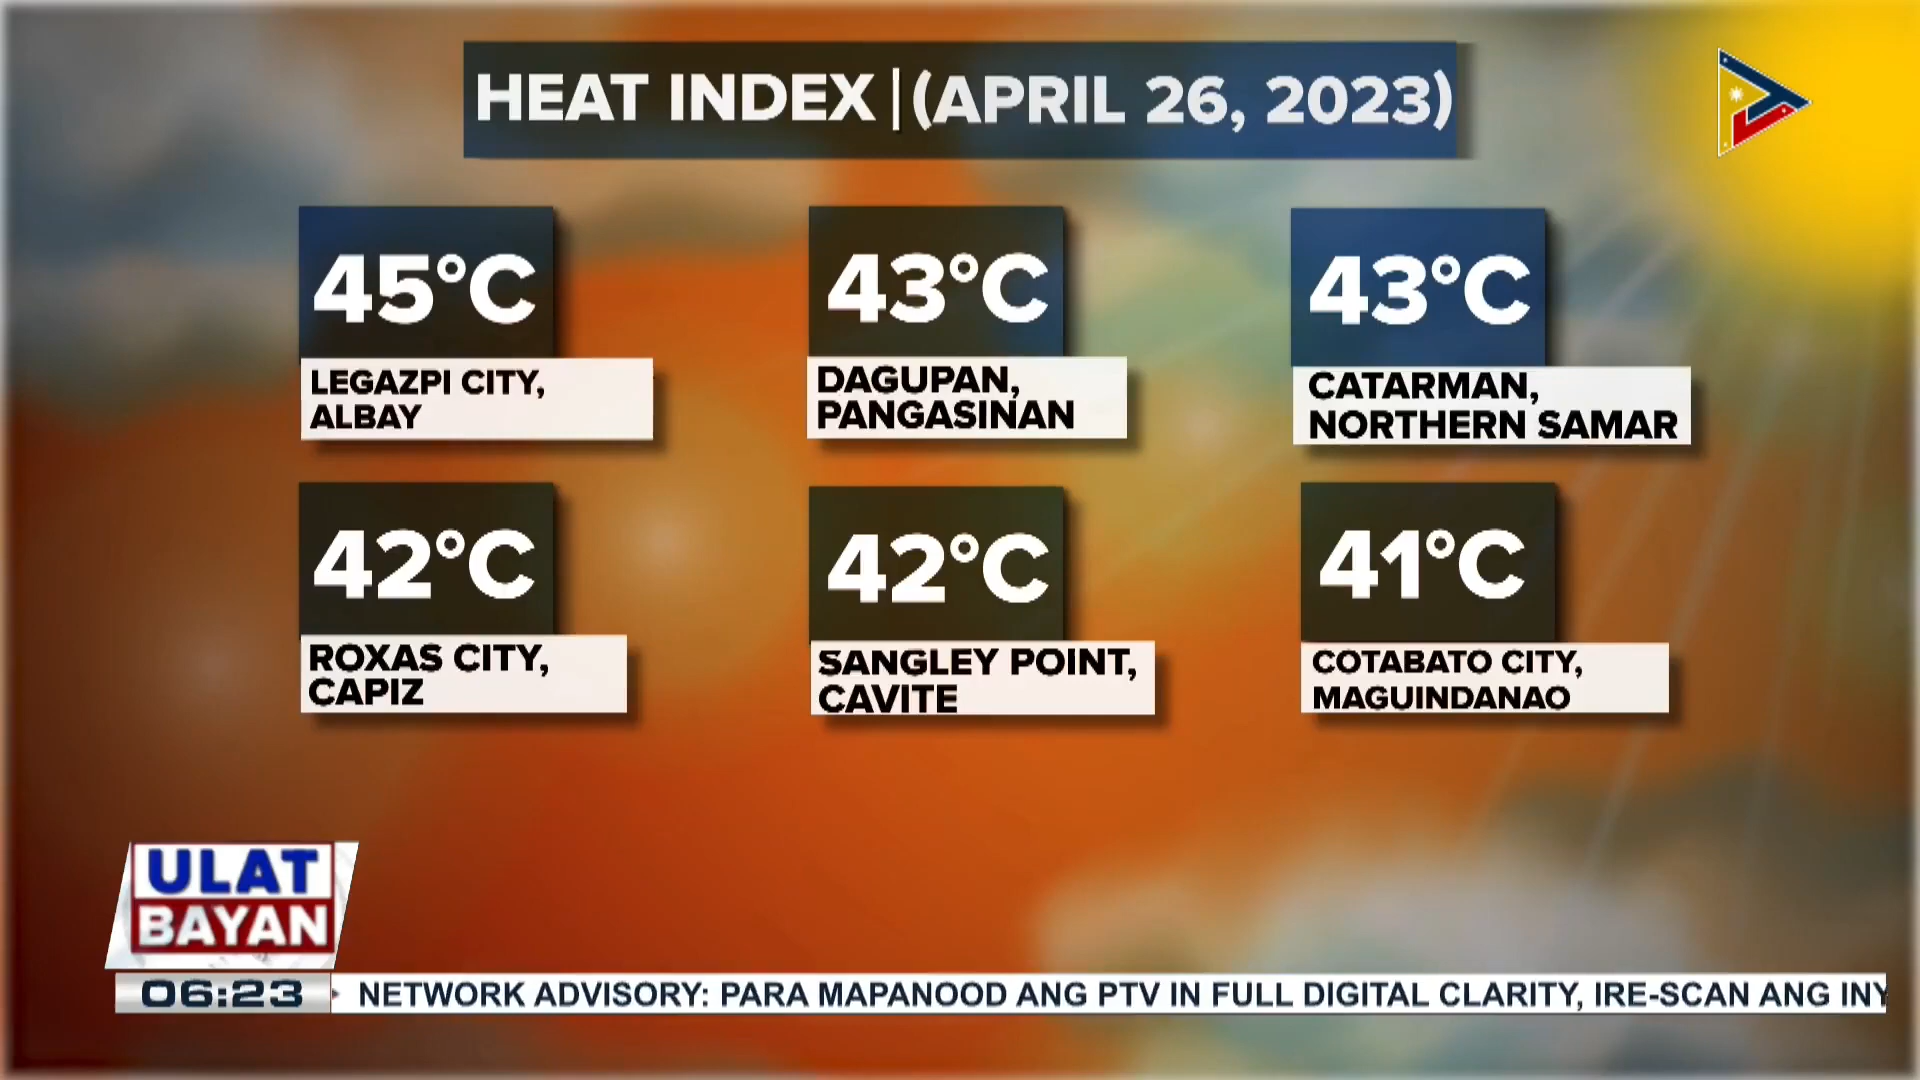 HEAT INDEX | (APRIL 26, 2023)
45°C
LEGAZPI CITY,
ALBAY
43°C
DAGUPAN,
PANGASINAN
43°C
CATARMAN,
NORTHERN SAMAR
42°C
ROXAS CITY,
CAPIZ
42°C
SANGLEY POINT,
CAVITE
41°C
COTABATO CITY,
MAGUINDANAO
ULAT
BAYAN
06:23
NETWORK ADVISORY: PARA MAPANOOD ANG PTV IN FULL DIGITAL CLARITY, IRE-SCAN ANG